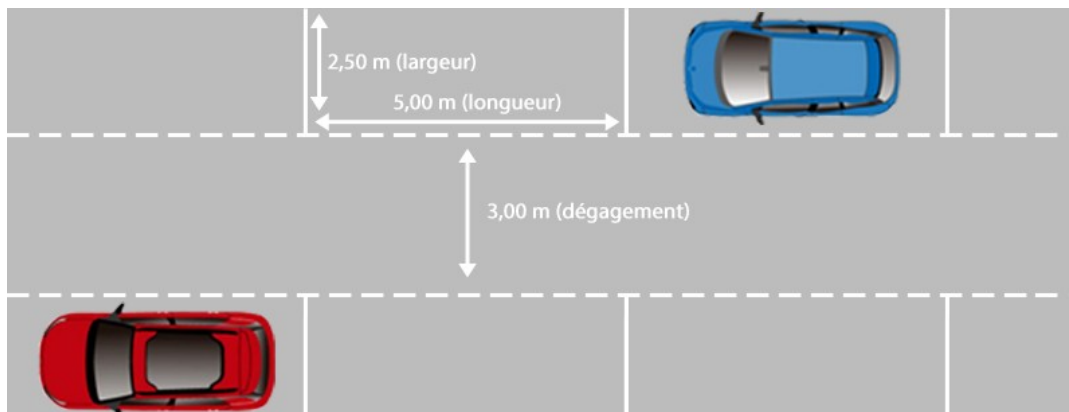 2,50 m (largeur)
5,00 m (longueur)
3,00 m (dégagement)